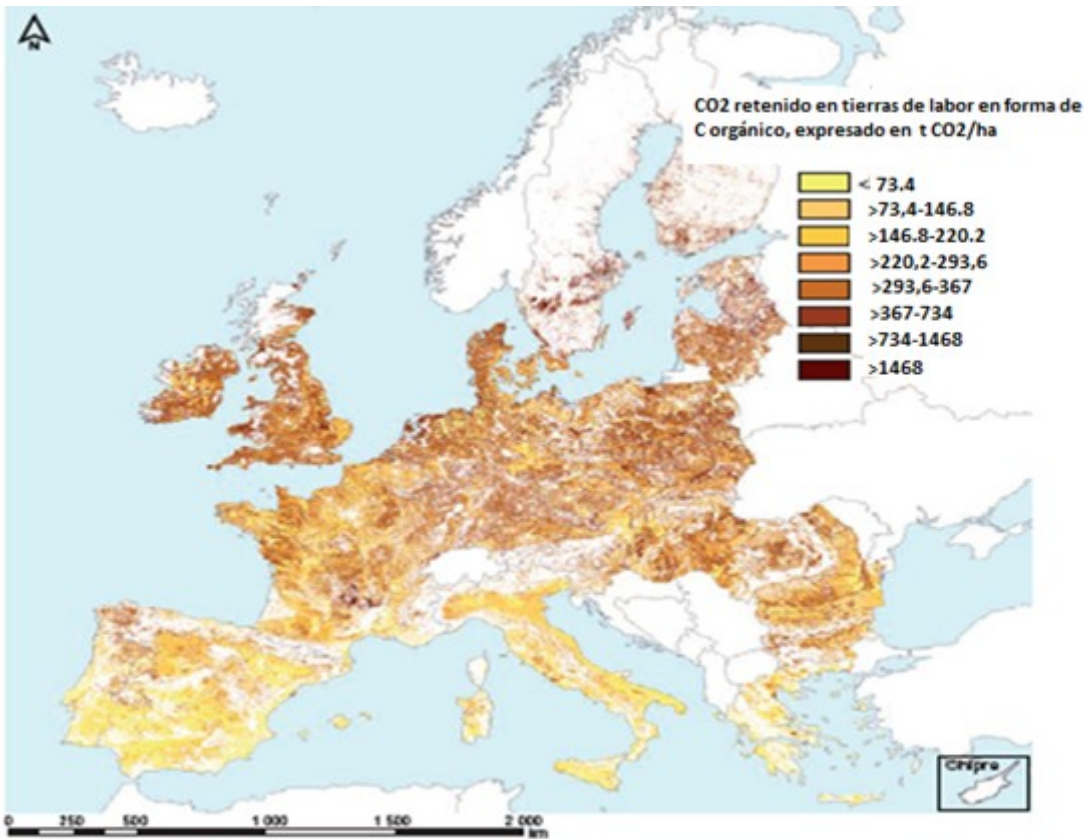 N
CO2 retenido en tierras de labor en forma de
C orgánico, expresado en t CO2/ha
< 73.4
>73,4-146.8
>146.8-220.2
>220,2-293,6
>293,6-367
>367-734
>734-1468
>1468
Chipre
0 250 500 1 000 1 500 2 000
km